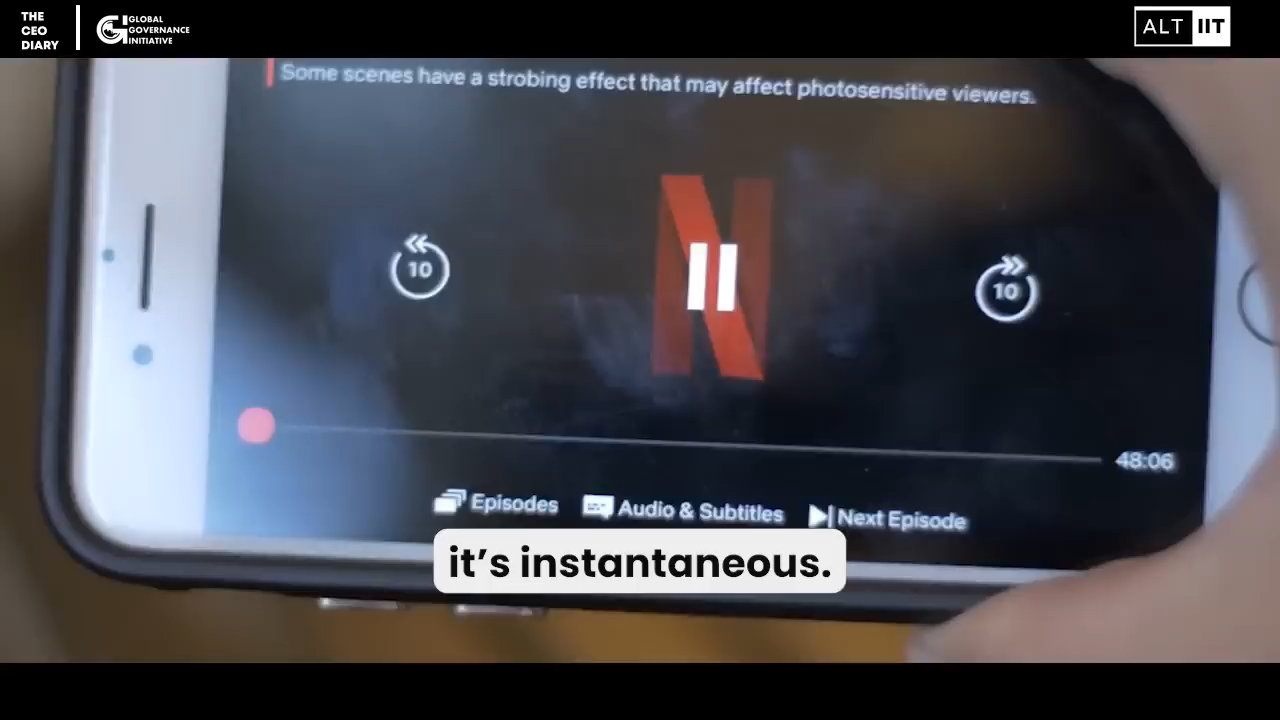 THE
CEO
DIARY
GLOBAL
GOVERNANCE
INITIATIVE
ALT IIT
Some scenes have a strobing effect that may affect photosensitive viewers.
N
10
10
48:06
Episodes
Audio & Subtitles
Next Episode
it’s instantaneous.